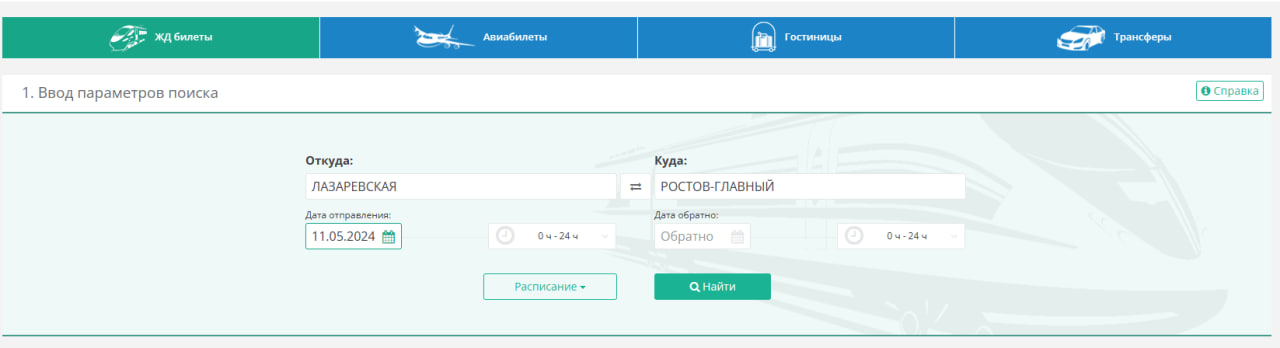 ЖД билеты
Авиабилеты
Гостиницы
Трансферы
1. Ввод параметров поиска
Справка
Откуда:
Куда:
ЛАЗАРЕВСКАЯ
РОСТОВ-ГЛАВНЫЙ
Дата отправления:
Дата обратно:
11.05.2024
0 ч - 24 ч
Обратно
0 ч - 24 ч
Расписание
Найти